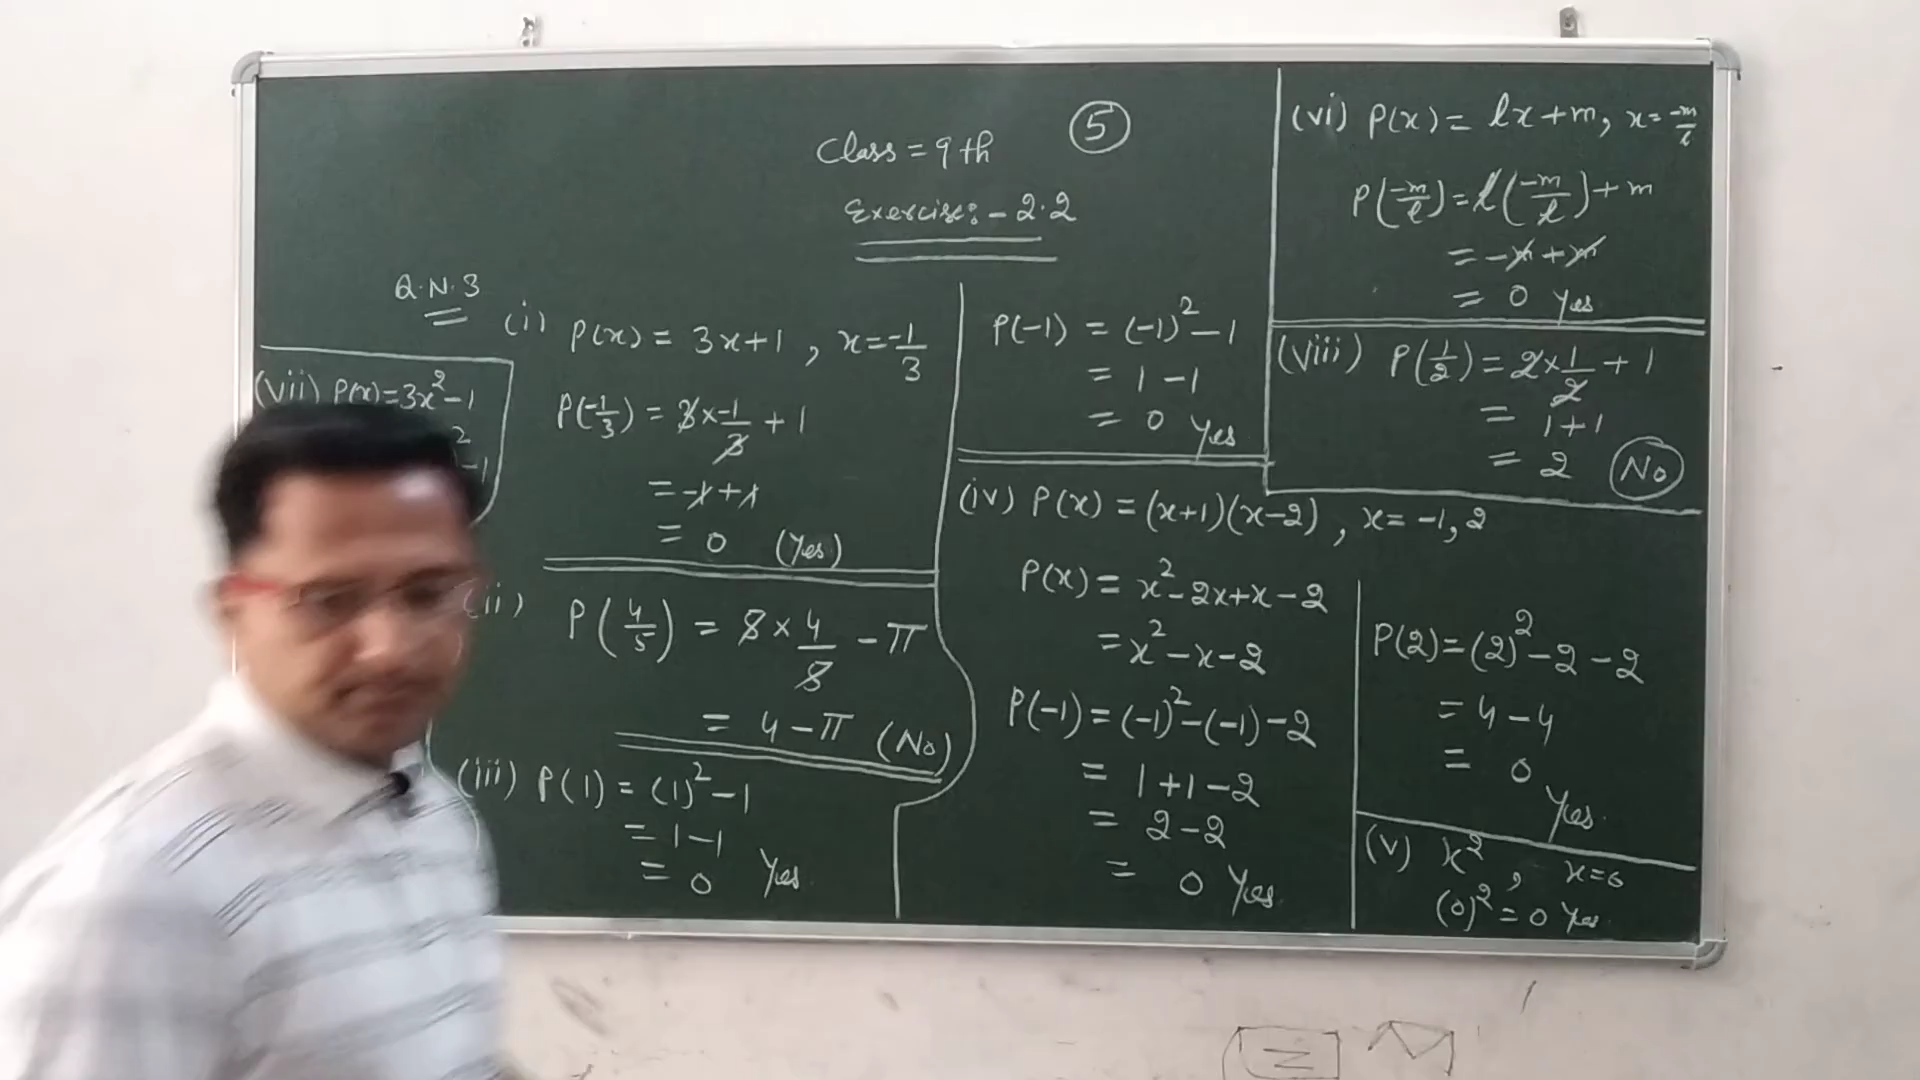 Class = 9th
5
Exercise:- 2.2
Q.N.3
(i) P(x) = 3x+1, x = -1/3
P(-1/3) = 3×-1/3 + 1
= -1+1
= 0 (Yes)
(ii) P(4/5) = 5×4/5 - π
= 4-π (No)
(iii) P(1) = (1)²-1
= 1-1
= 0 Yes
P(-1) = (-1)²-1
= 1-1
= 0 Yes
(iv) P(x) = (x+1)(x-2), x = -1, 2
P(x) = x²-2x+x-2
= x²-x-2
P(-1) = (-1)²-(-1)-2
= 1+1-2
= 2-2
= 0 Yes
P(2) = (2)²-2-2
= 4-4
= 0
Yes
(v) x², x=0
(0)² = 0 Yes
(vi) P(x) = lx+m, x = -m/l
P(-m/l) = l(-m/l)+m
= -m+m
= 0 Yes
(vii) P(x) = 3x²-1
2
-1
(viii) P(1/2) = 2×1/2+1
= 1+1
= 2 No